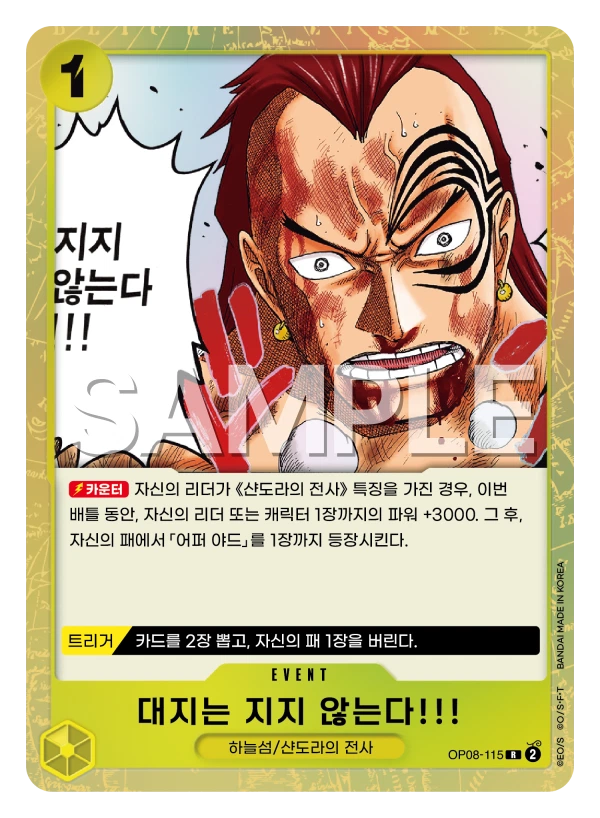 1
지지
않는다
!!!
SAMPLE
카운터 자신의 리더가 《샨도라의 전사》 특징을 가진 경우, 이번
배틀 동안, 자신의 리더 또는 캐릭터 1장까지의 파워 +3000. 그 후,
자신의 패에서 「어퍼 야드」를 1장까지 등장시킨다.
트리거 카드를 2장 뽑고, 자신의 패 1장을 버린다.
EVENT
대지는 지지 않는다!!!
하늘섬/샨도라의 전사
OP08-115 R 2
©E.O/S ©O/S·F·T BANDAI MADE IN KOREA